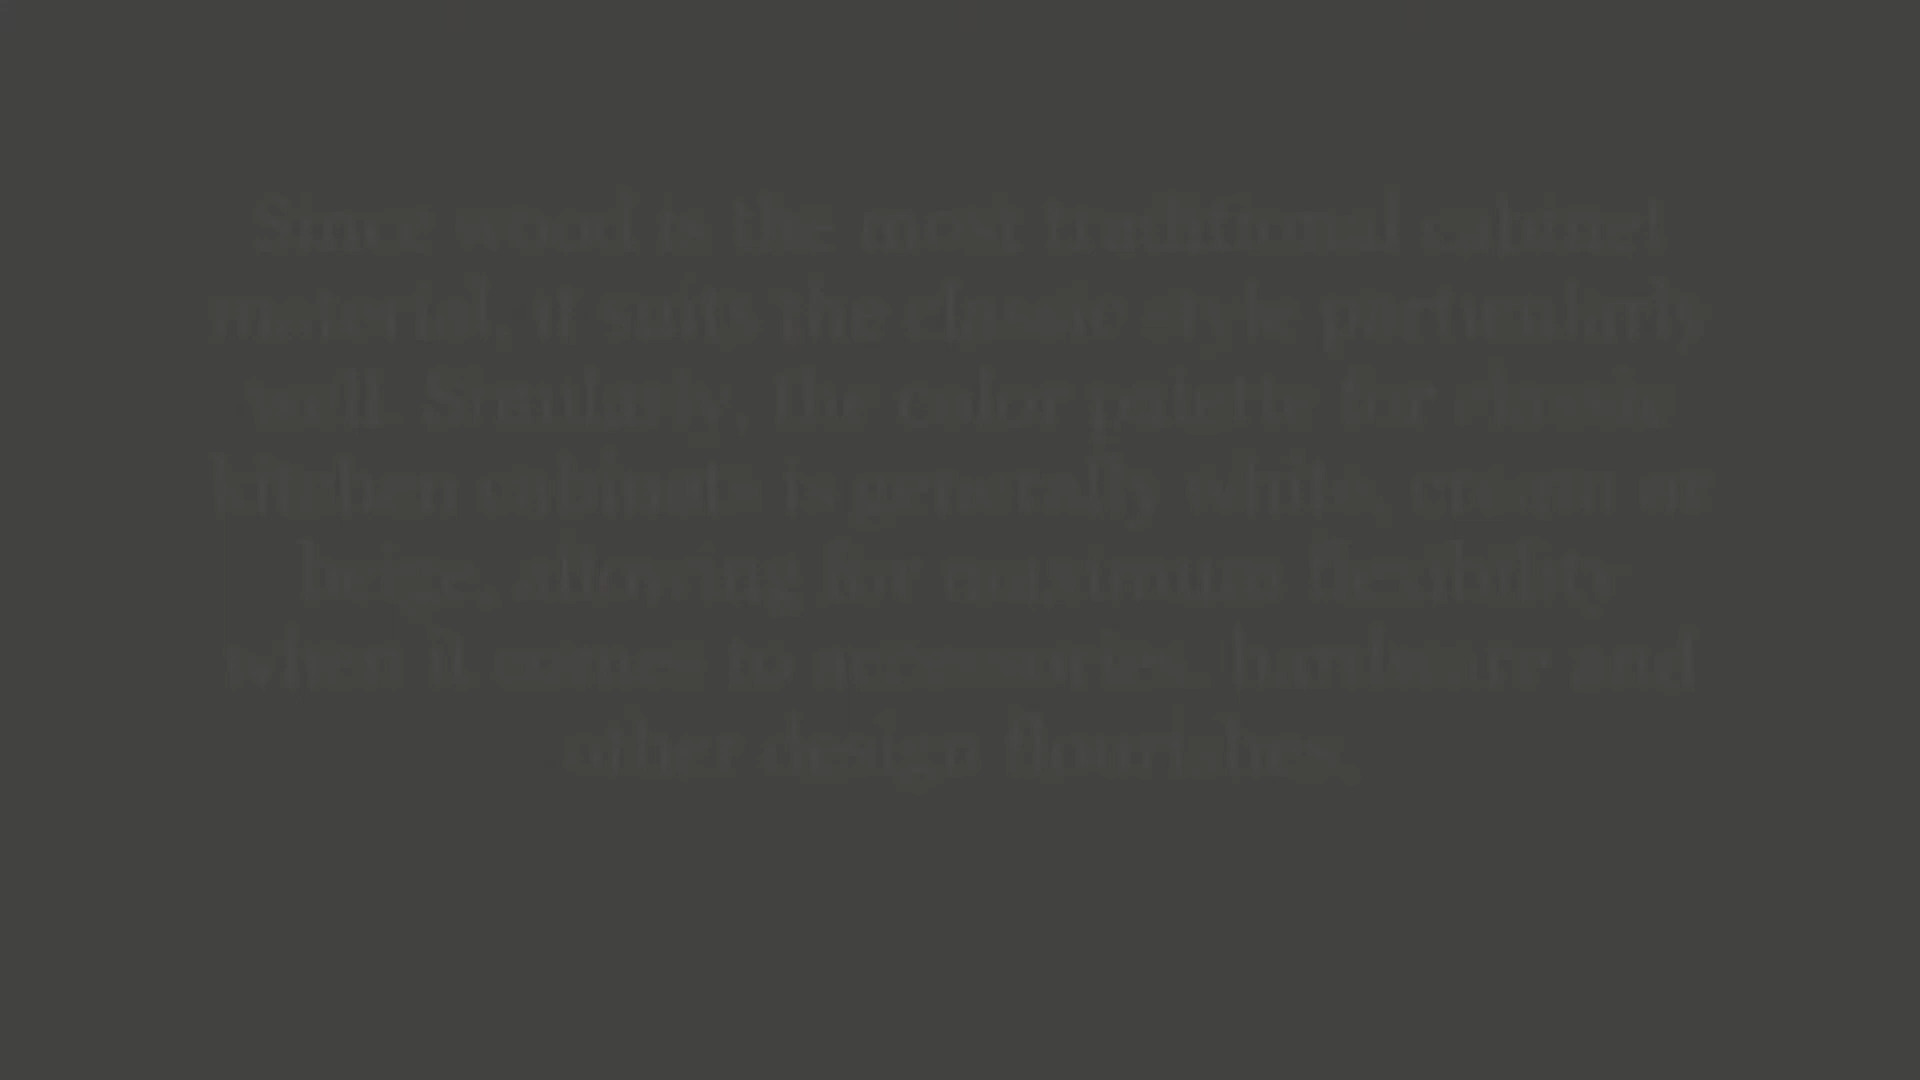 Since wood is the most traditional cabinet
material, it suits the classic style particularly
well. Similarly, the color palette for classic
kitchen cabinets is generally white, cream or
beige, allowing for maximum flexibility
when it comes to accessories, hardware and
other design flourishes.